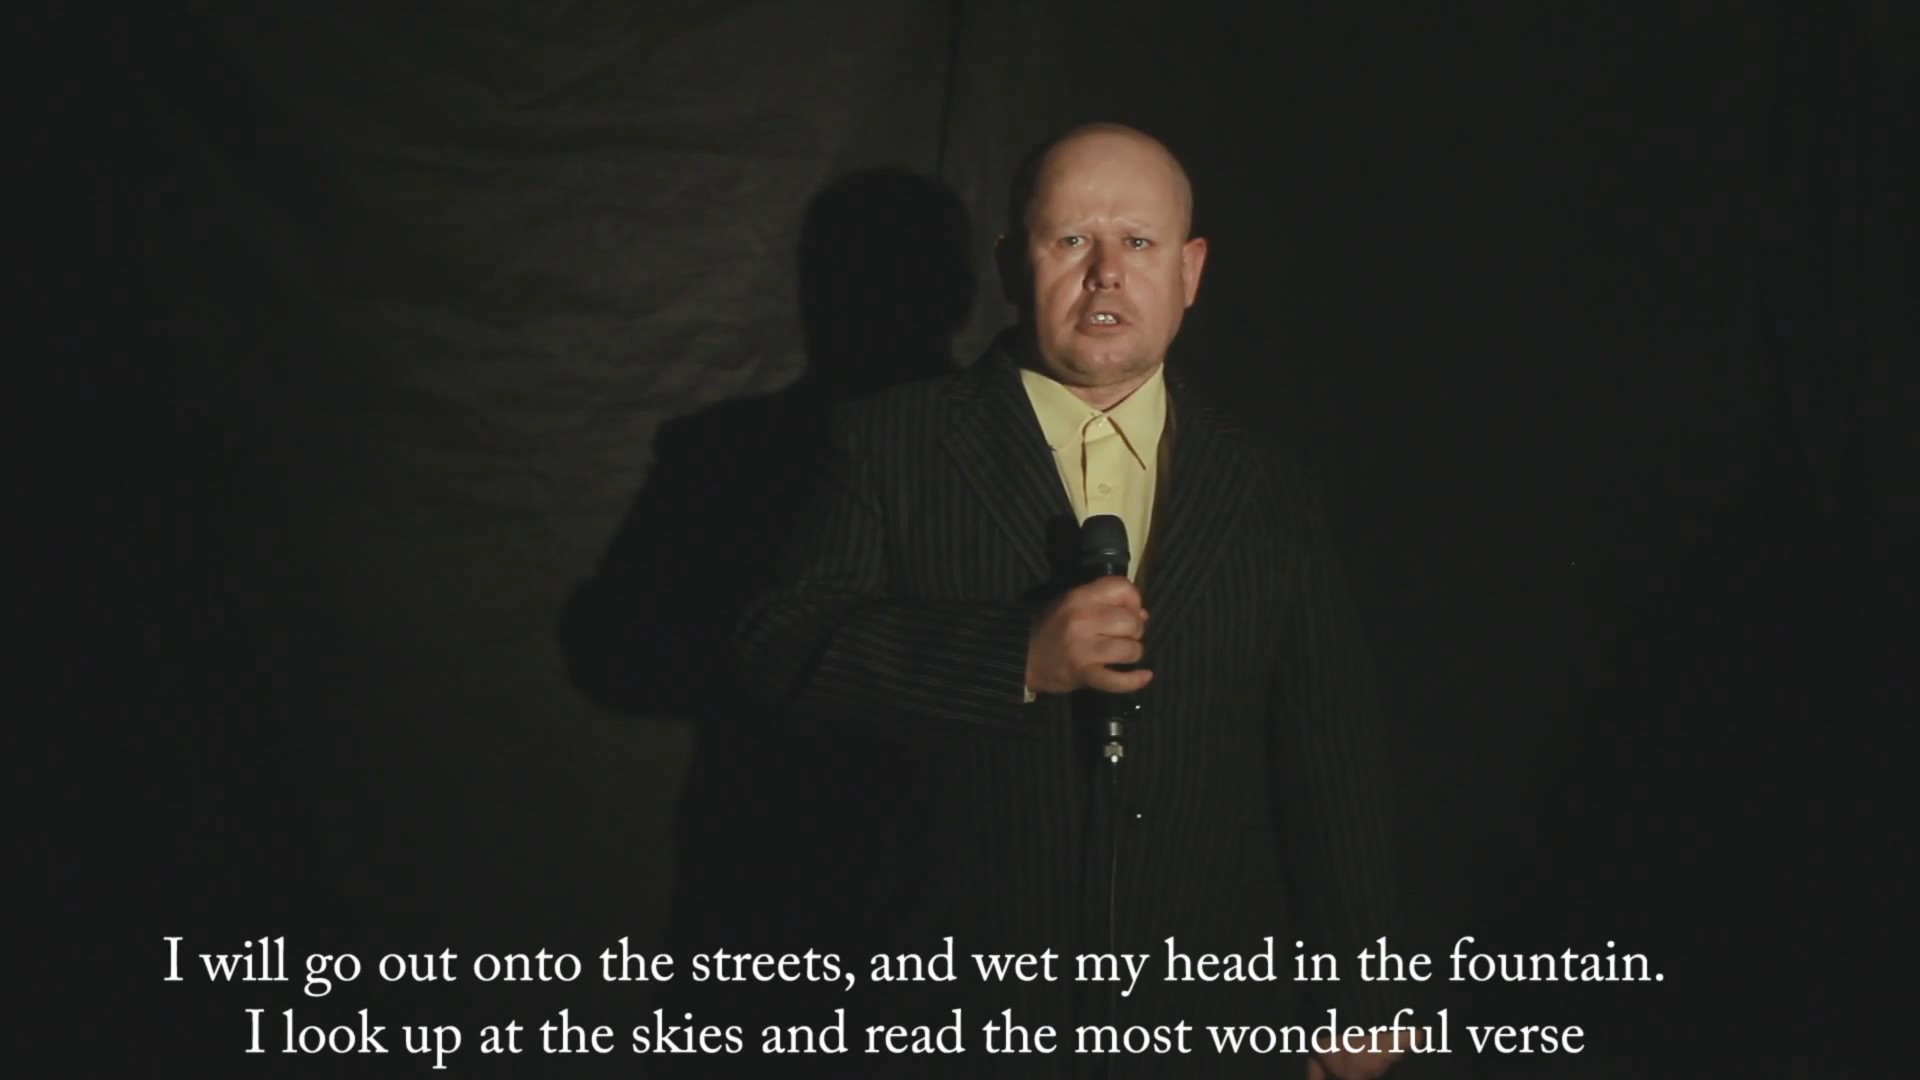 I will go out onto the streets, and wet my head in the fountain.
I look up at the skies and read the most wonderful verse